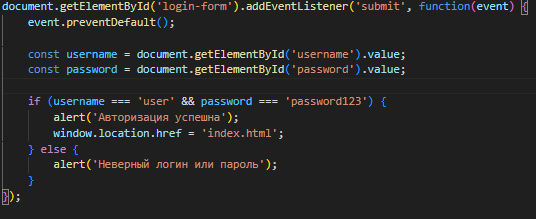 document.getElementById('login-form').addEventListener('submit', function(event) {
    event.preventDefault();
    const username = document.getElementById('username').value;
    const password = document.getElementById('password').value;
    if (username === 'user' && password === 'password123') {
        alert('Авторизация успешна');
        window.location.href = 'index.html';
    } else {
        alert('Неверный логин или пароль');
    }
});